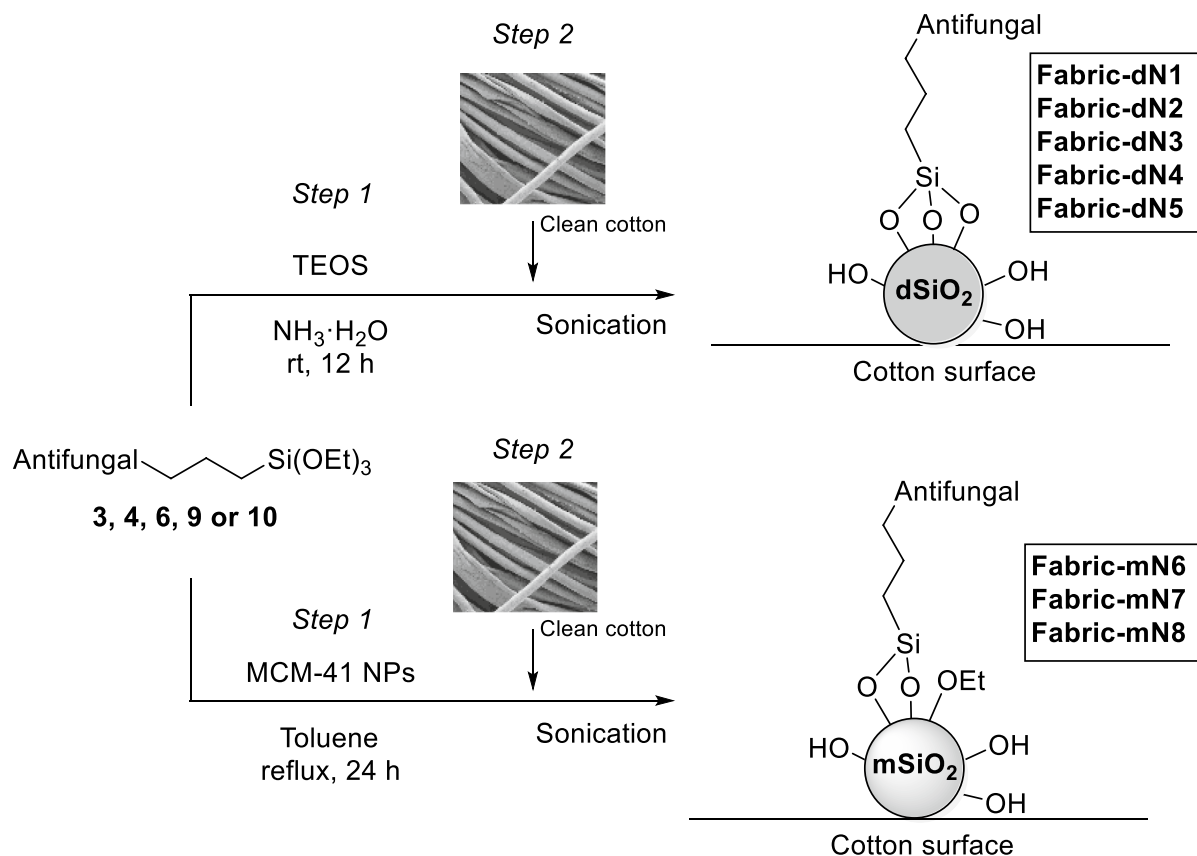 Step 2
Antifungal
Fabric-dN1
Fabric-dN2
Fabric-dN3
Fabric-dN4
Fabric-dN5
Step 1
Clean cotton
TEOS
NH3·H2O
rt, 12 h
Sonication
Si
O
O
O
HO
OH
dSiO2
OH
Cotton surface
Antifungal
Si(OEt)3
3, 4, 6, 9 or 10
Step 2
Antifungal
Fabric-mN6
Fabric-mN7
Fabric-mN8
Step 1
Clean cotton
MCM-41 NPs
Toluene
reflux, 24 h
Sonication
Si
O
O
OEt
HO
OH
mSiO2
OH
Cotton surface